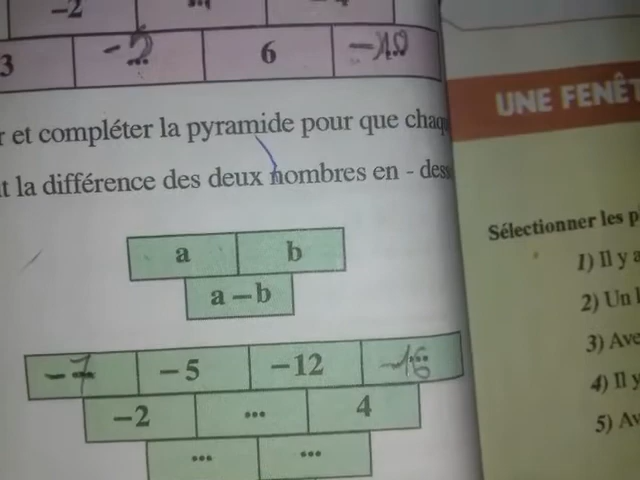 -2 ... -4
3 -2 6 -10
r et compléter la pyramide pour que chaq
t la différence des deux nombres en - dess
a b
a - b
-7 -5 -12 -16
-2 ... 4
... ...
UNE FENÊT
Sélectionner les p
1) Il y a
2) Un l
3) Ave
4) Il y
5) Av